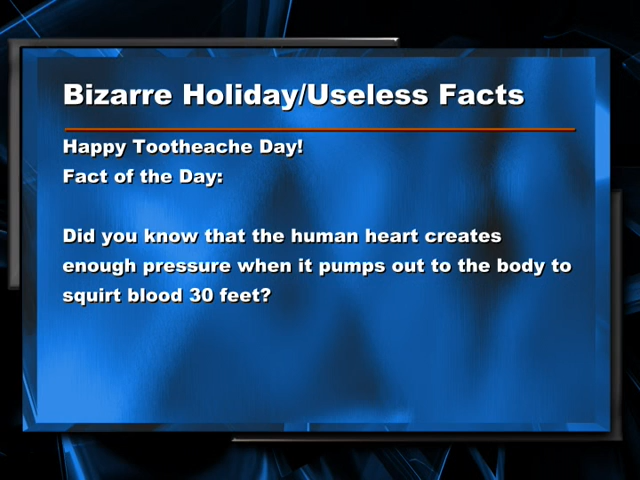 Bizarre Holiday/Useless Facts
Happy Tootheache Day!
Fact of the Day:
Did you know that the human heart creates
enough pressure when it pumps out to the body to
squirt blood 30 feet?